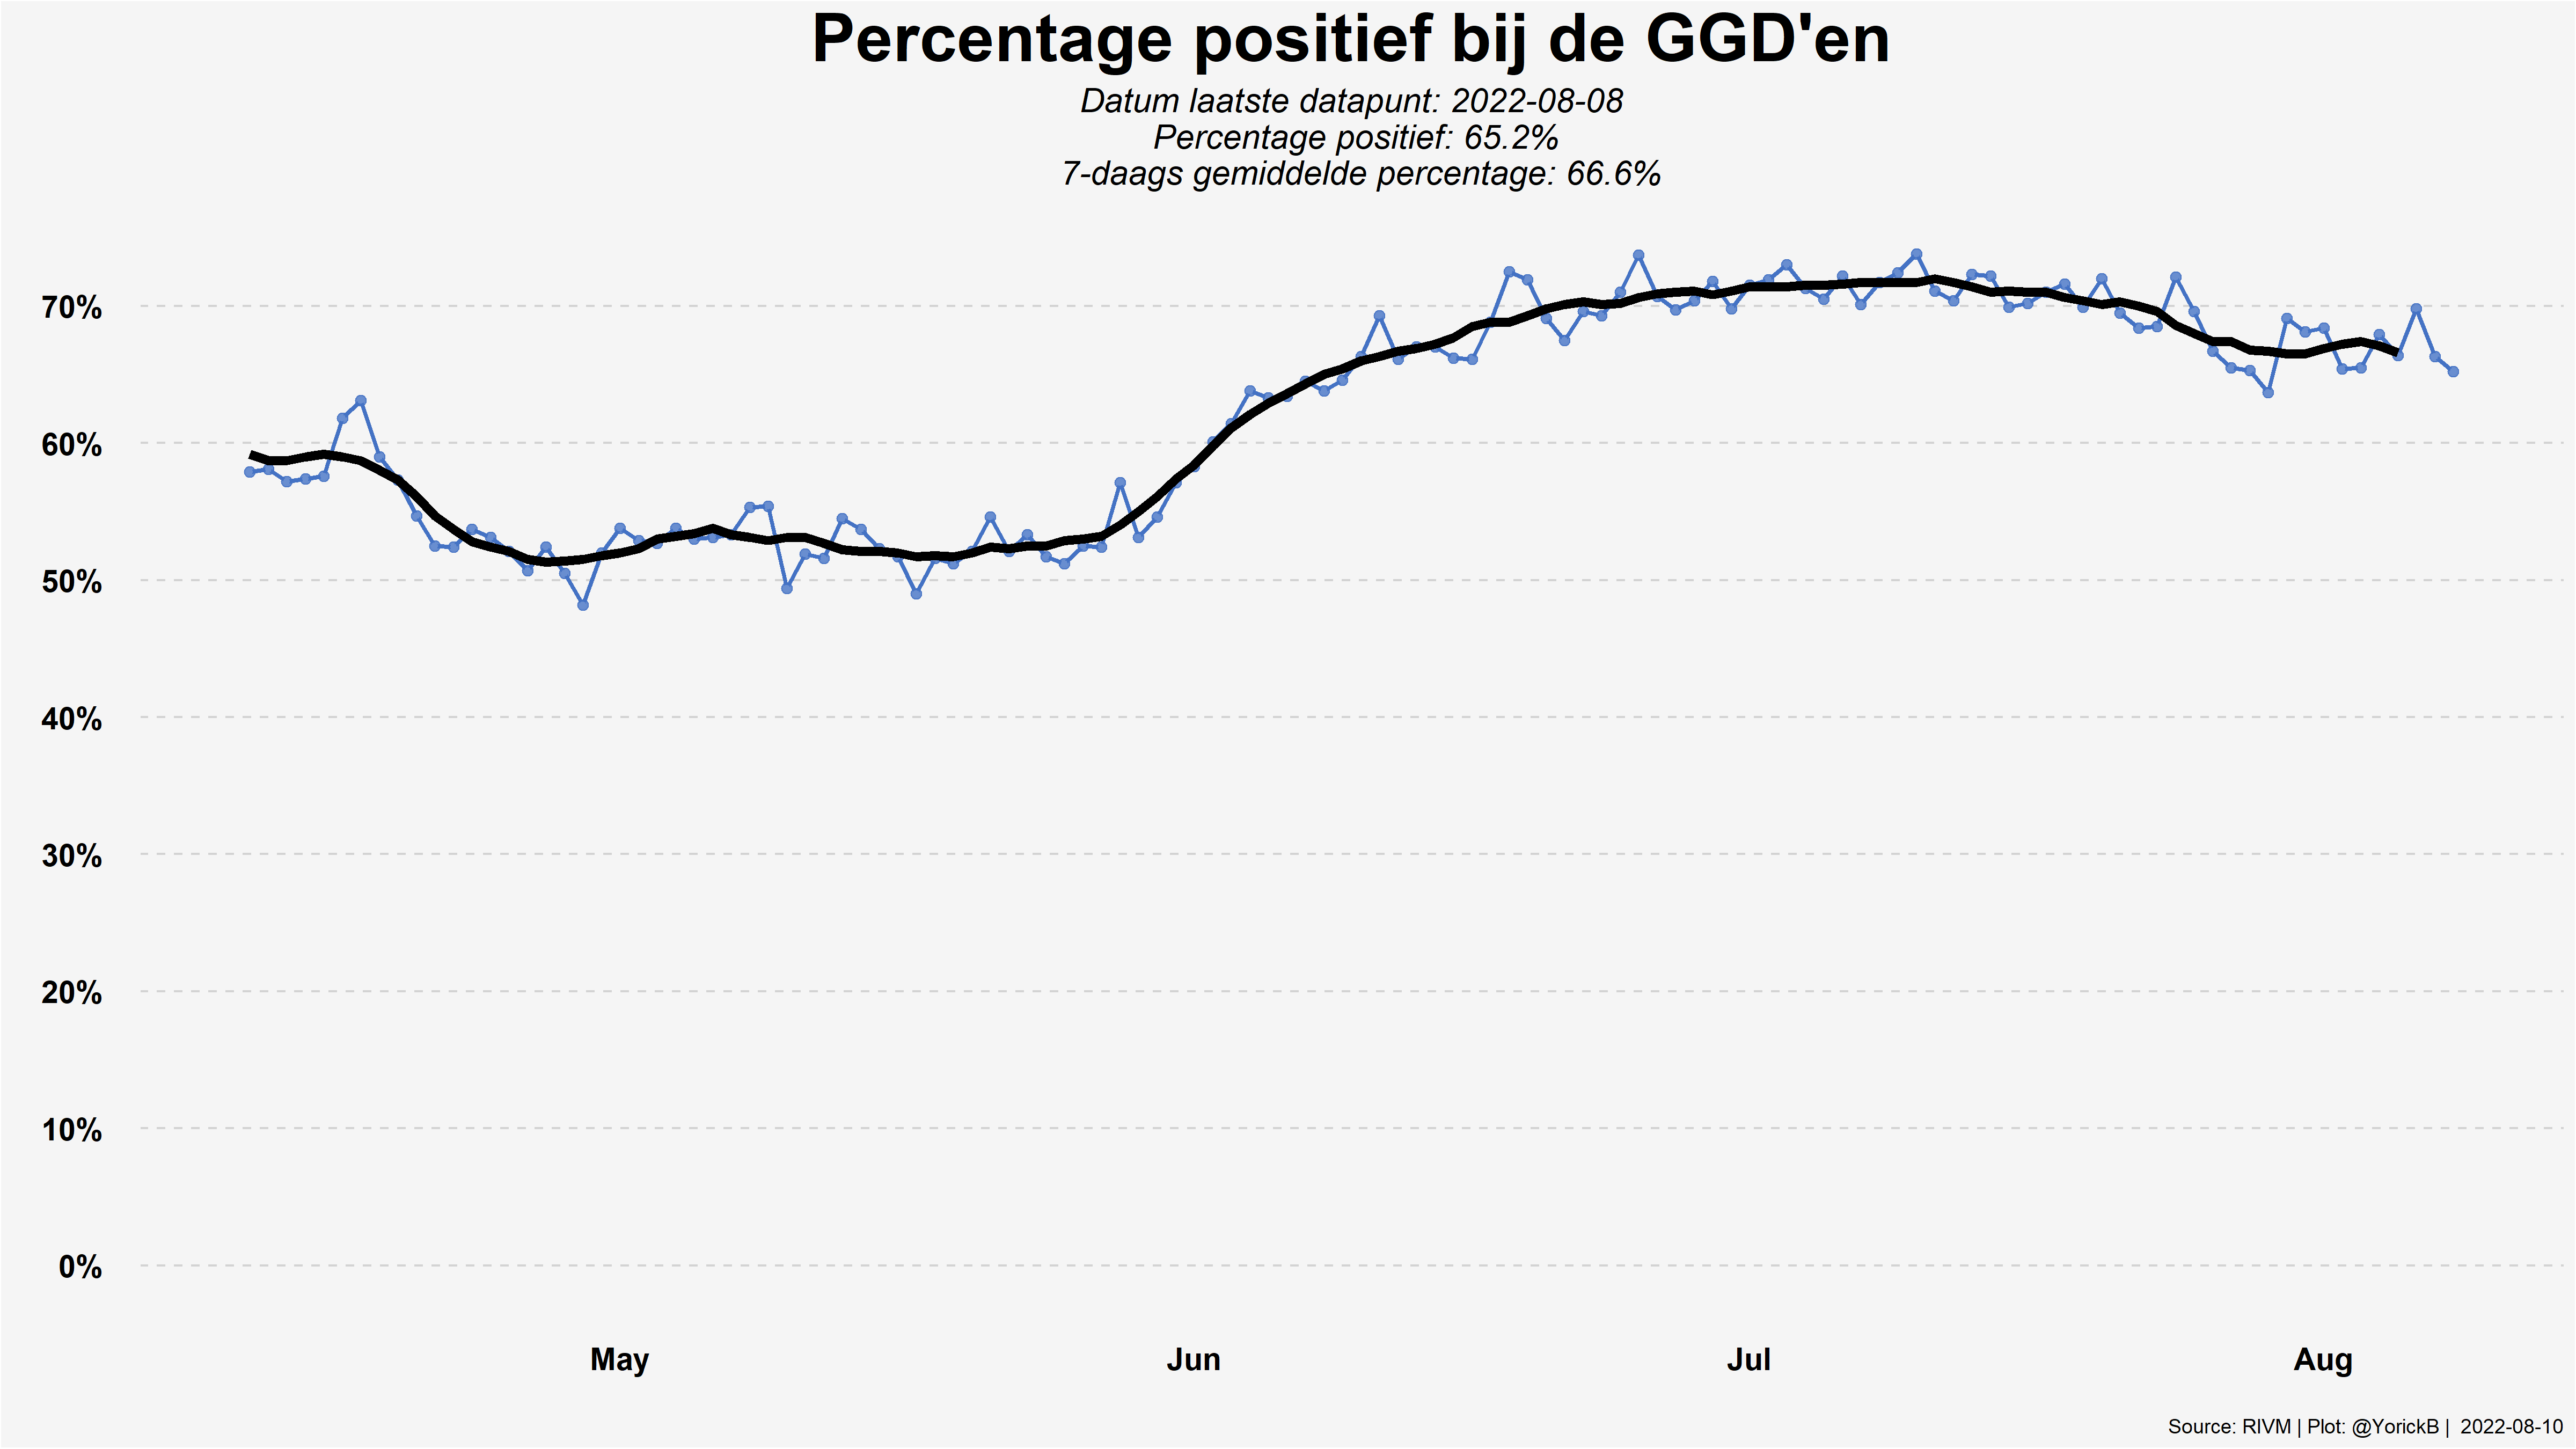 Percentage positief bij de GGD'en
Datum laatste datapunt: 2022-08-08
Percentage positief: 65.2%
7-daags gemiddelde percentage: 66.6%
70%
60%
50%
40%
30%
20%
10%
0%
May Jun Jul Aug
Source: RIVM | Plot: @YorickB | 2022-08-10